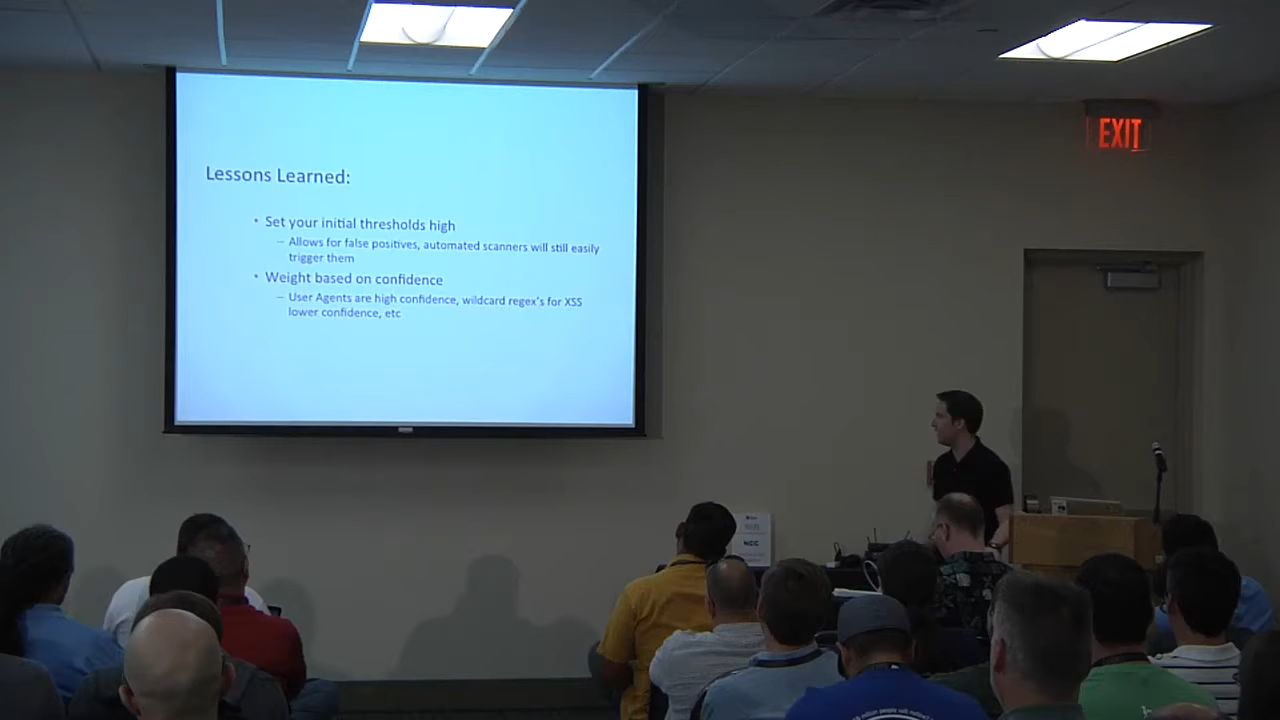 Lessons Learned:
• Set your initial thresholds high
– Allows for false positives, automated scanners will still easily
trigger them
• Weight based on confidence
– User Agents are high confidence, wildcard regex's for XSS
lower confidence, etc
EXIT
NCC